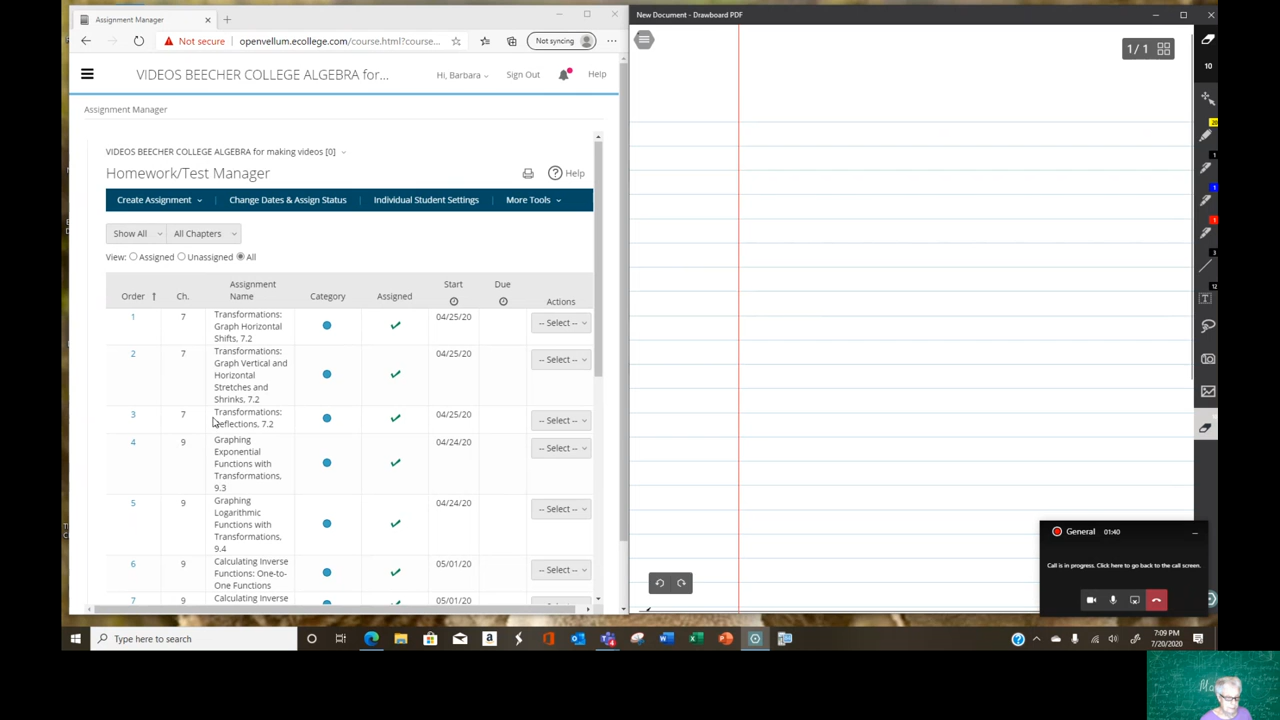 Assignment Manager
New Document - Drawboard PDF
Not secure
openvellum.ecollege.com/course.html?course...
Not syncing
1 / 1
10
VIDEOS BEECHER COLLEGE ALGEBRA for...
Hi, Barbara
Sign Out
Help
Assignment Manager
VIDEOS BEECHER COLLEGE ALGEBRA for making videos [0]
Homework/Test Manager
Help
Create Assignment
Change Dates & Assign Status
Individual Student Settings
More Tools
Show All
All Chapters
View: Assigned Unassigned All
Order
Ch.
Assignment Name
Category
Assigned
Start
Due
Actions
1 7 Transformations: 04/25/20 -- Select --
Graph Horizontal
Shifts, 7.2
2 7 Transformations: 04/25/20 -- Select --
Graph Vertical and
Horizontal
Stretches and
Shrinks, 7.2
3 7 Transformations: 04/25/20 -- Select --
Reflections, 7.2
4 9 Graphing 04/24/20 -- Select --
Exponential
Functions with
Transformations,
9.3
5 9 Graphing 04/24/20 -- Select --
Logarithmic
Functions with
Transformations,
9.4
6 9 Calculating Inverse 05/01/20 -- Select --
Functions: One-to-
One Functions
7 9 Calculating Inverse 05/01/20
General 01:40
Call is in progress. Click here to go back to the call screen.
Type here to search
7:09 PM
7/20/2020